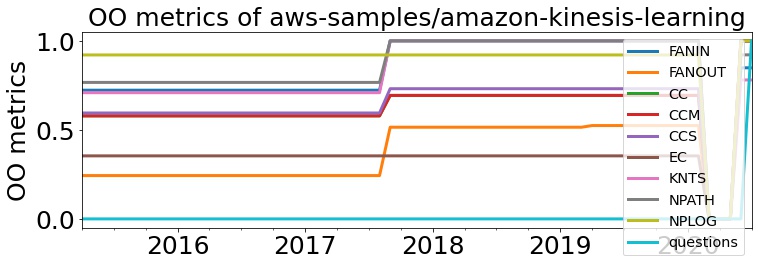 OO metrics of aws-samples/amazon-kinesis-learning
OO metrics
1.0
0.5
0.0
2016
2017
2018
2019
2020
FANIN
FANOUT
CC
CCM
CCS
EC
KNTS
NPATH
NPLOG
questions